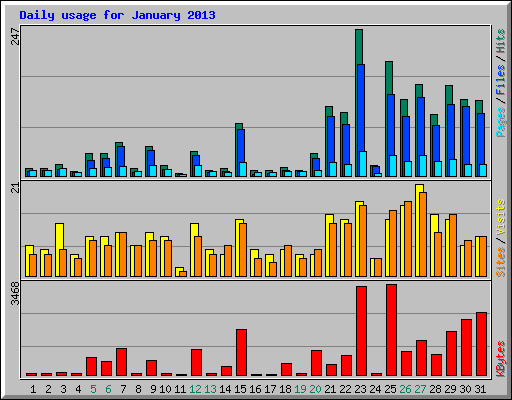 Daily usage for January 2013
247
Pages / Files / Hits
21
Sites / Visits
3468
KBytes
1 2 3 4 5 6 7 8 9 10 11 12 13 14 15 16 17 18 19 20 21 22 23 24 25 26 27 28 29 30 31